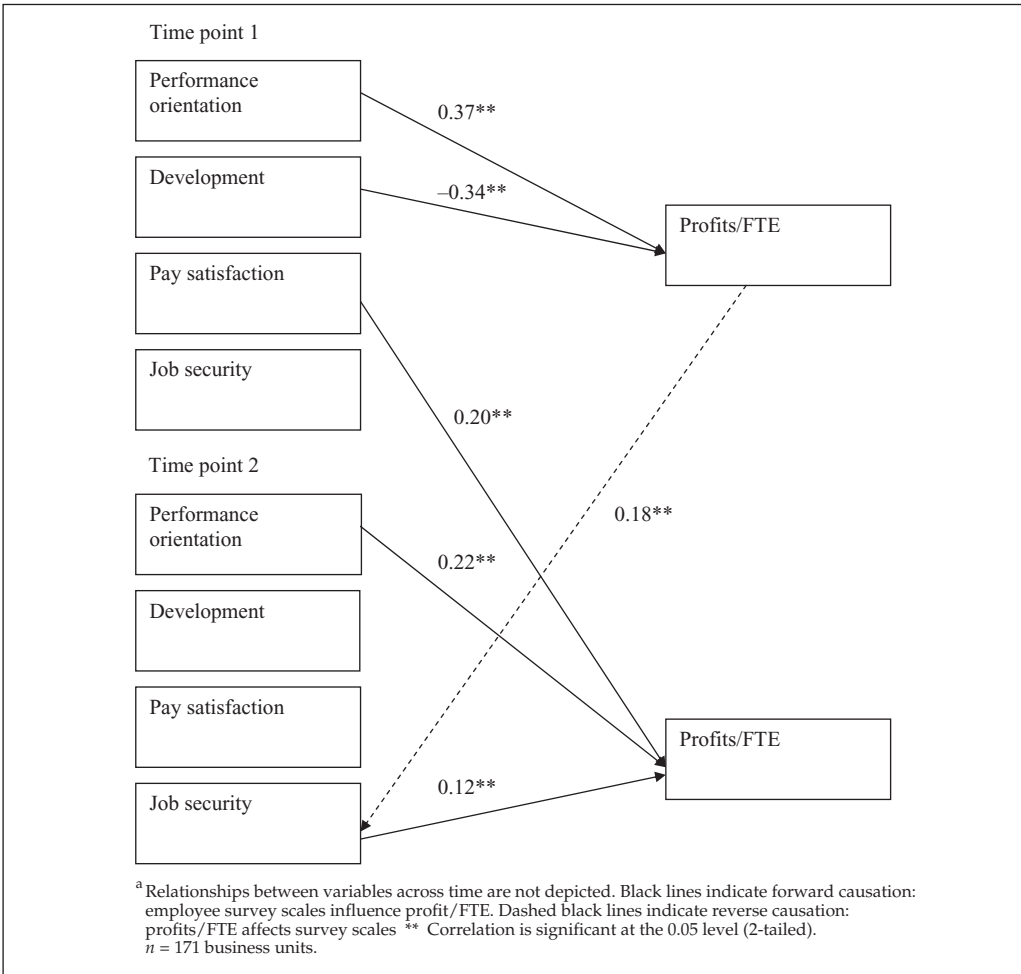 Time point 1
Performance
orientation
0.37**
Development
–0.34**
Profits/FTE
Pay satisfaction
Job security
0.20**
Time point 2
Performance
orientation
0.18**
0.22**
Development
Pay satisfaction
Profits/FTE
Job security
0.12**
a Relationships between variables across time are not depicted. Black lines indicate forward causation:
employee survey scales influence profit/FTE. Dashed black lines indicate reverse causation:
profits/FTE affects survey scales ** Correlation is significant at the 0.05 level (2-tailed).
n = 171 business units.